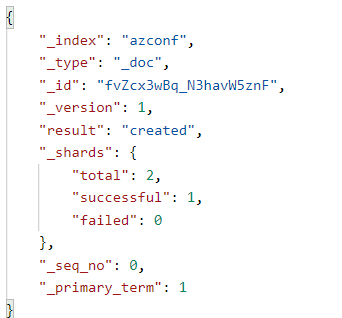 {
"_index": "azconf",
"_type": "_doc",
"_id": "fvZcx3wBq_N3havW5znF",
"_version": 1,
"result": "created",
"_shards": {
"total": 2,
"successful": 1,
"failed": 0
},
"_seq_no": 0,
"_primary_term": 1
}